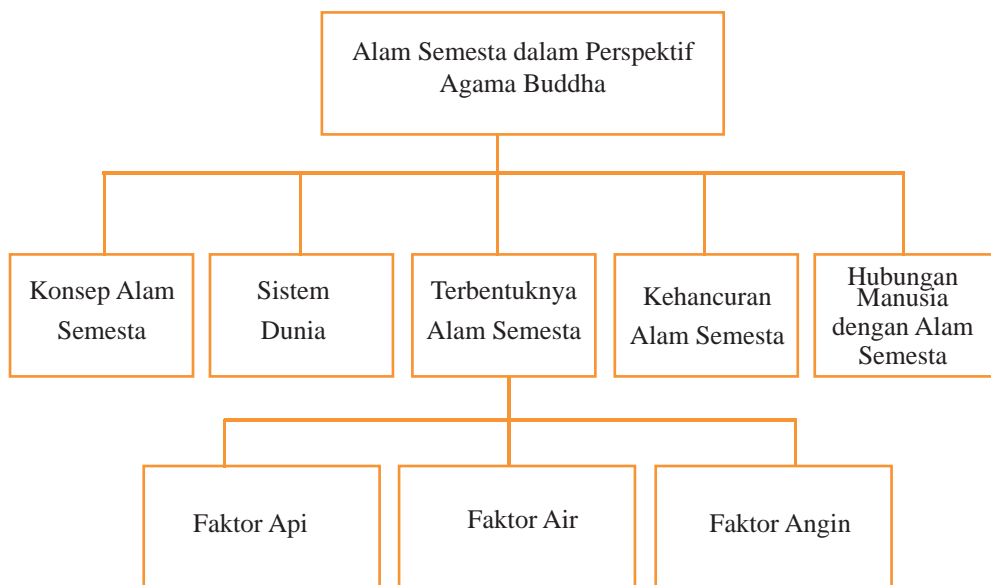 Alam Semesta dalam Perspektif
Agama Buddha
Konsep Alam
Semesta
Sistem
Dunia
Terbentuknya
Alam Semesta
Kehancuran
Alam Semesta
Hubungan
Manusia
dengan Alam
Semesta
Faktor Api
Faktor Air
Faktor Angin